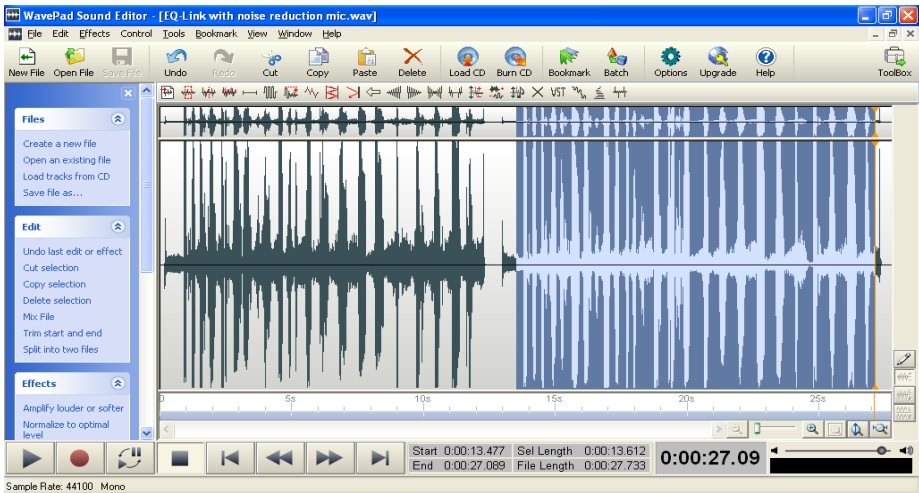 WavePad Sound Editor - [EQ-Link with noise reduction mic.wav]
File Edit Effects Control Tools Bookmark View Window Help
New File Open File Save File Undo Redo Cut Copy Paste Delete Load CD Burn CD Bookmark Batch Options Upgrade Help ToolBox
VST
Files
Create a new file
Open an existing file
Load tracks from CD
Save file as...
Edit
Undo last edit or effect
Cut selection
Copy selection
Delete selection
Mix File
Trim start and end
Split into two files
Effects
Amplify louder or softer
Normalize to optimal
level
0 5s 10s 15s 20s 25s
Start 0:00:13.477 Sel Length 0:00:13.612
End 0:00:27.089 File Length 0:00:27.733
0:00:27.09
Sample Rate: 44100 Mono